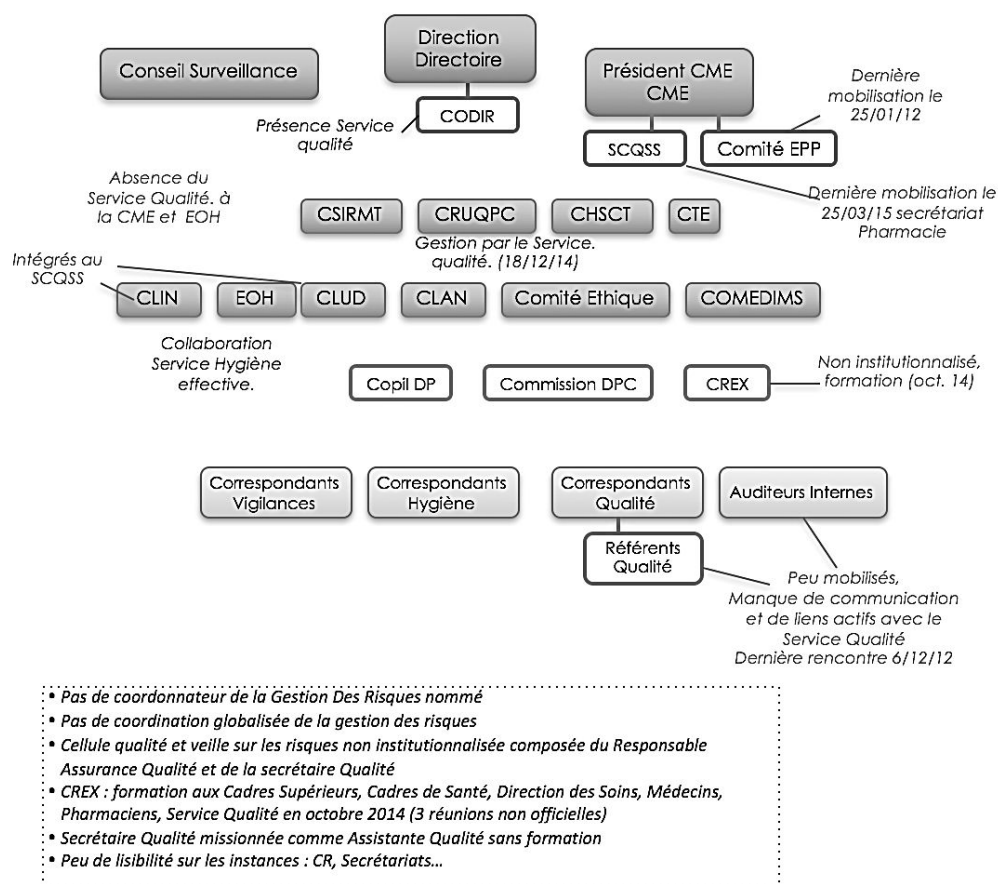 Conseil Surveillance
Direction
Directoire
CODIR
Présence Service
qualité
Président CME
CME
SCQSS
Comité EPP
Dernière
mobilisation le
25/01/12
Absence du
Service Qualité. à
la CME et EOH
Dernière mobilisation le
25/03/15 secrétariat
Pharmacie
CSIRMT
CRUQPC
CHSCT
CTE
Gestion par le Service.
qualité. (18/12/14)
Intégrés au
SCQSS
CLIN
EOH
CLUD
CLAN
Comité Ethique
COMEDIMS
Collaboration
Service Hygiène
effective.
Copil DP
Commission DPC
CREX
Non institutionnalisé,
formation (oct. 14)
Correspondants
Vigilances
Correspondants
Hygiène
Correspondants
Qualité
Auditeurs Internes
Référents
Qualité
Peu mobilisés,
Manque de communication
et de liens actifs avec le
Service Qualité
Dernière rencontre 6/12/12
• Pas de coordonnateur de la Gestion Des Risques nommé
• Pas de coordination globalisée de la gestion des risques
• Cellule qualité et veille sur les risques non institutionnalisée composée du Responsable
Assurance Qualité et de la secrétaire Qualité
• CREX : formation aux Cadres Supérieurs, Cadres de Santé, Direction des Soins, Médecins,
Pharmaciens, Service Qualité en octobre 2014 (3 réunions non officielles)
• Secrétaire Qualité missionnée comme Assistante Qualité sans formation
• Peu de lisibilité sur les instances : CR, Secrétariats…